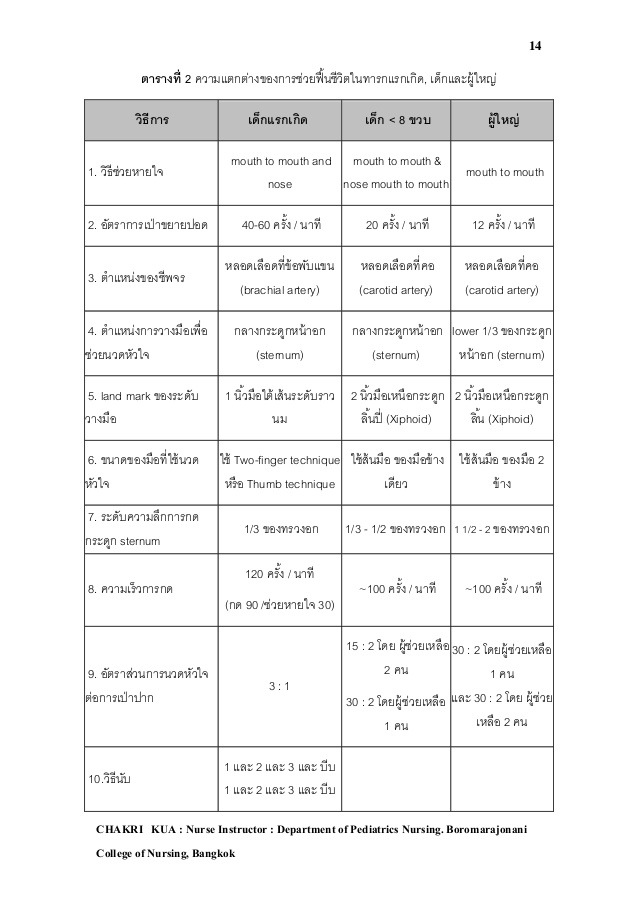 14
ตารางที่ 2 ความแตกต่างของการช่วยฟื้นชีวิตในทารกแรกเกิด, เด็กและผู้ใหญ่
วิธีการ เด็กแรกเกิด เด็ก < 8 ขวบ ผู้ใหญ่
1. วิธีช่วยหายใจ
mouth to mouth and
nose
mouth to mouth &
nose mouth to mouth
mouth to mouth
2. อัตราการเป่าขยายปอด 40-60 ครั้ง / นาที 20 ครั้ง / นาที 12 ครั้ง / นาที
3. ตำแหน่งของชีพจร
หลอดเลือดที่ข้อพับแขน
(brachial artery)
หลอดเลือดที่คอ
(carotid artery)
หลอดเลือดที่คอ
(carotid artery)
4. ตำแหน่งการวางมือเพื่อ
ช่วยนวดหัวใจ
กลางกระดูกหน้าอก
(sternum)
กลางกระดูกหน้าอก
(sternum)
lower 1/3 ของกระดูก
หน้าอก (sternum)
5. land mark ของระดับ
วางมือ
1 นิ้วมือใต้เส้นระดับราว
นม
2 นิ้วมือเหนือกระดูก
ลิ้นปี่ (Xiphoid)
2 นิ้วมือเหนือกระดูก
ลิ้น (Xiphoid)
6. ขนาดของมือที่ใช้นวด
หัวใจ
ใช้ Two-finger technique
หรือ Thumb technique
ใช้ส้นมือ ของมือข้าง
เดียว
ใช้ส้นมือ ของมือ 2
ข้าง
7. ระดับความลึกการกด
กระดูก sternum
1/3 ของทรวงอก
1/3 - 1/2 ของทรวงอก
1 1/2 - 2 ของทรวงอก
8. ความเร็วการกด
120 ครั้ง / นาที
(กด 90 /ช่วยหายใจ 30)
~100 ครั้ง / นาที
~100 ครั้ง / นาที
9. อัตราส่วนการนวดหัวใจ
ต่อการเป่าปาก
3 : 1
15 : 2 โดย ผู้ช่วยเหลือ
2 คน
30 : 2 โดยผู้ช่วยเหลือ
1 คน
30 : 2 โดยผู้ช่วยเหลือ
1 คน
และ 30 : 2 โดย ผู้ช่วย
เหลือ 2 คน
10.วิธีนับ
1 และ 2 และ 3 และ บีบ
1 และ 2 และ 3 และ บีบ
CHAKRI KUA : Nurse Instructor : Department of Pediatrics Nursing. Boromarajonani
College of Nursing, Bangkok